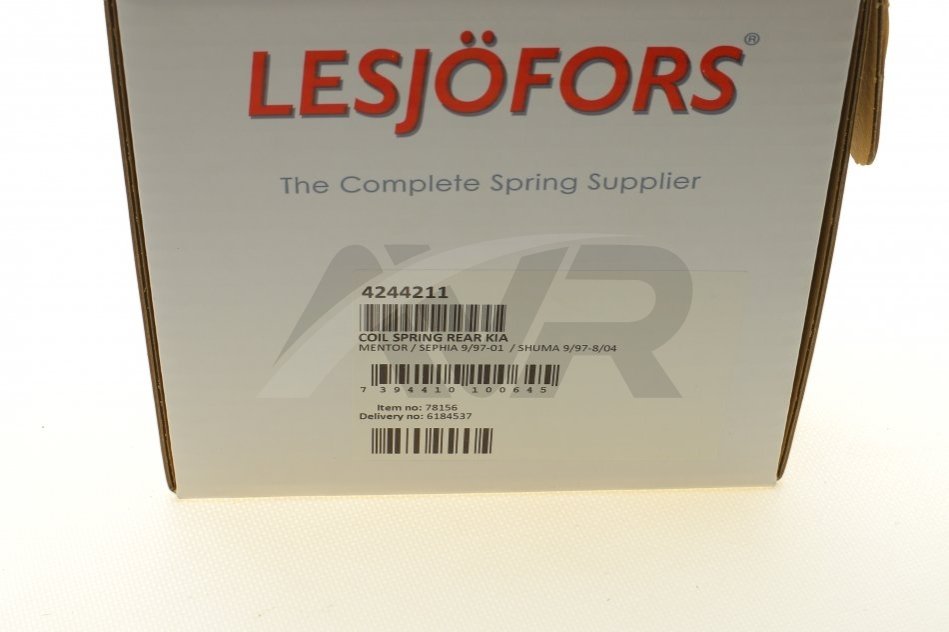 LESJÖFORS®
The Complete Spring Supplier
AVR
4244211
COIL SPRING REAR KIA
MENTOR / SEPHIA 9/97-01 / SHUMA 9/97-8/04
7 394410 100645
Item no: 78156
Delivery no: 6184537